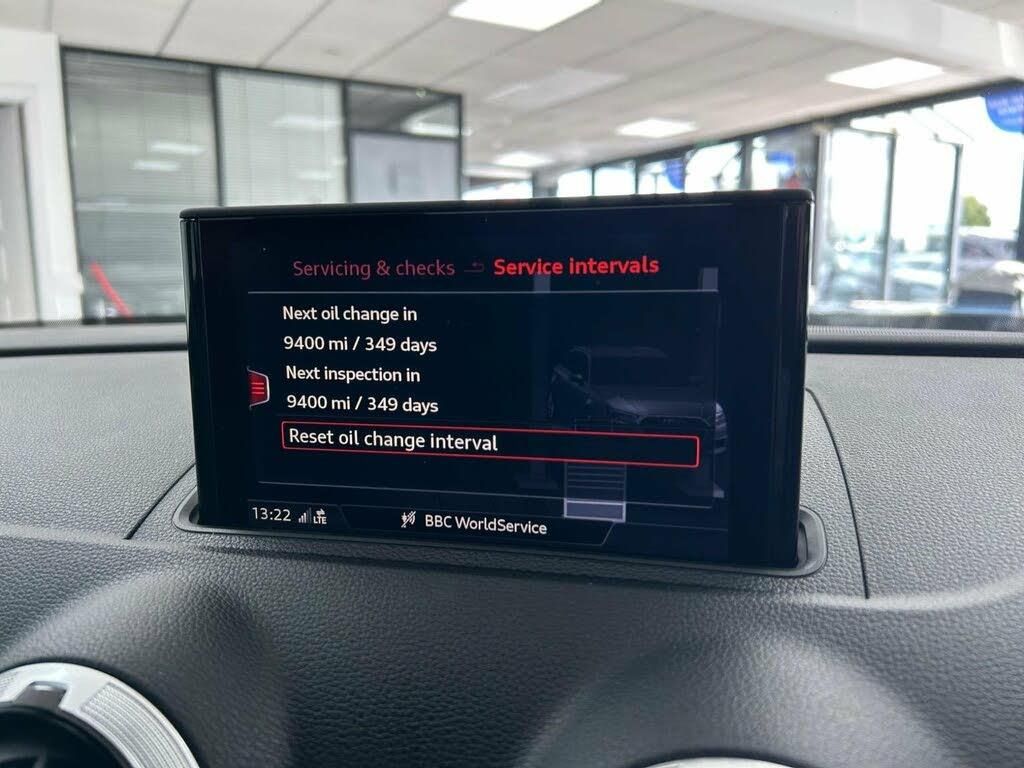 Servicing & checks Service intervals
Next oil change in
9400 mi / 349 days
Next inspection in
9400 mi / 349 days
Reset oil change interval
13:22 LTE BBC WorldService